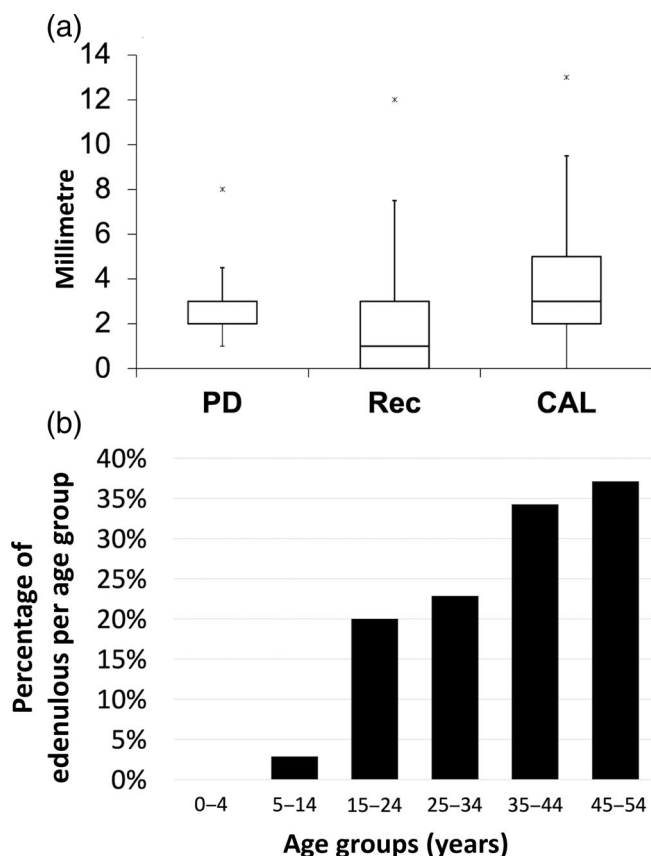 (a)
14
12
10
8
6
4
2
0
Millimetre
PD Rec CAL
(b)
40%
35%
30%
25%
20%
15%
10%
5%
0%
Percentage of
edenulous per age group
0–4 5–14 15–24 25–34 35–44 45–54
Age groups (years)